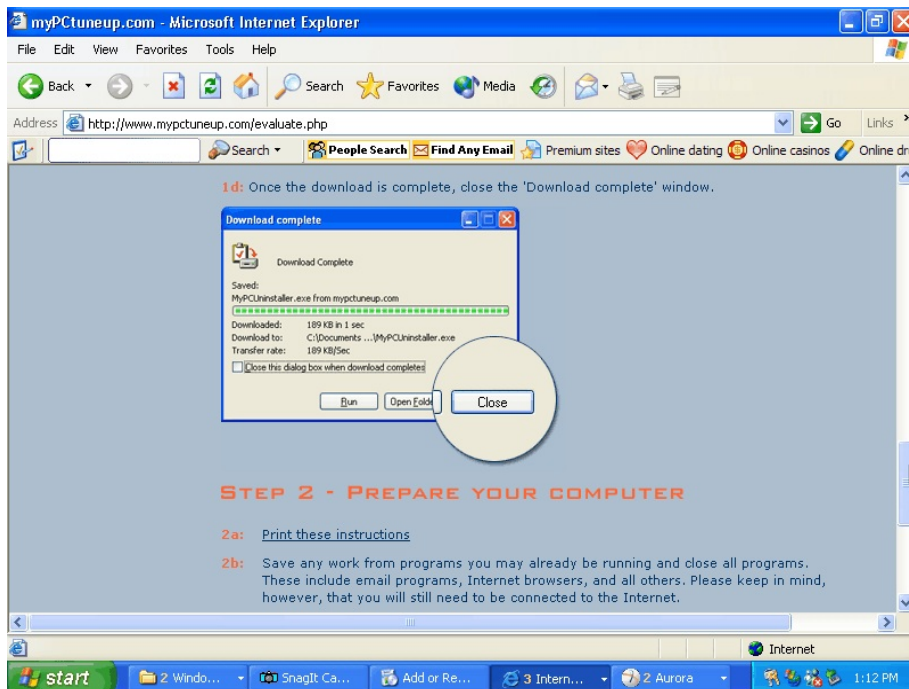 myPCtuneup.com - Microsoft Internet Explorer
File Edit View Favorites Tools Help
Back Search Favorites Media
Address http://www.mypctuneup.com/evaluate.php Go Links
Search People Search Find Any Email Premium sites Online dating Online casinos Online dr
1d: Once the download is complete, close the 'Download complete' window.
Download complete
Download Complete
Saved:
MyPCUninstaller.exe from mypctuneup.com
Downloaded: 189 KB in 1 sec
Download to: C:\Documents ...\MyPCUninstaller.exe
Transfer rate: 189 KB/Sec
Close this dialog box when download completes
Run Open Folde Close
STEP 2 - PREPARE YOUR COMPUTER
2a: Print these instructions
2b: Save any work from programs you may already be running and close all programs.
These include email programs, Internet browsers, and all others. Please keep in mind,
however, that you will still need to be connected to the Internet.
Internet
start 2 Windo... SnagIt Ca... Add or Re... 3 Intern... 2 Aurora 1:12 PM